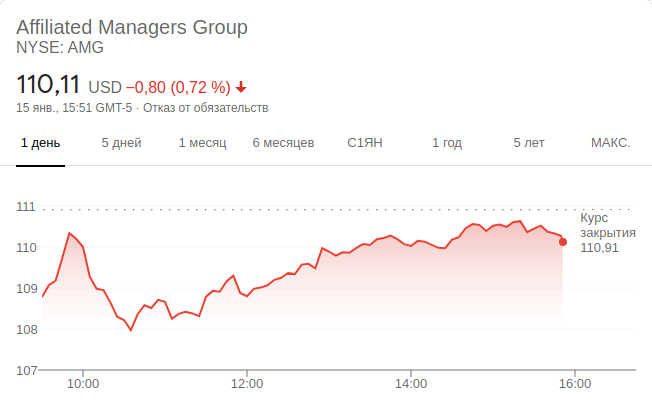 Affiliated Managers Group
NYSE: AMG
110,11 USD −0,80 (0,72 %)
15 янв., 15:51 GMT-5 · Отказ от обязательств
1 день 5 дней 1 месяц 6 месяцев С1ЯН 1 год 5 лет МАКС.
111
Курс
закрытия
110,91
110
109
108
107
10:00 12:00 14:00 16:00